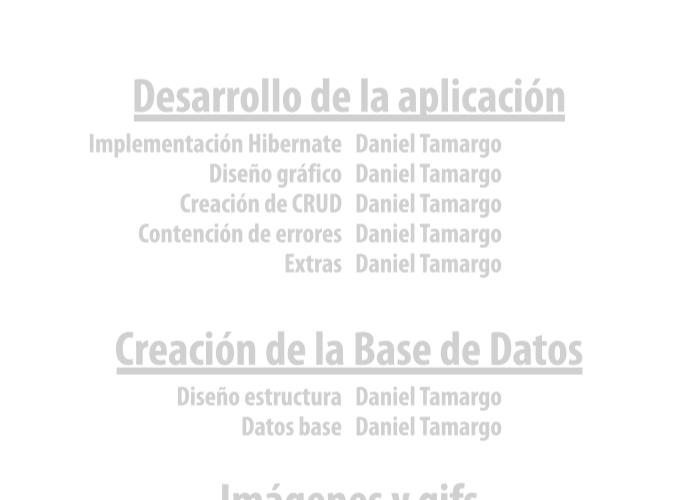 Desarrollo de la aplicación
Implementación Hibernate Daniel Tamargo
Diseño gráfico Daniel Tamargo
Creación de CRUD Daniel Tamargo
Contención de errores Daniel Tamargo
Extras Daniel Tamargo
Creación de la Base de Datos
Diseño estructura Daniel Tamargo
Datos base Daniel Tamargo
Imágenes y gifs